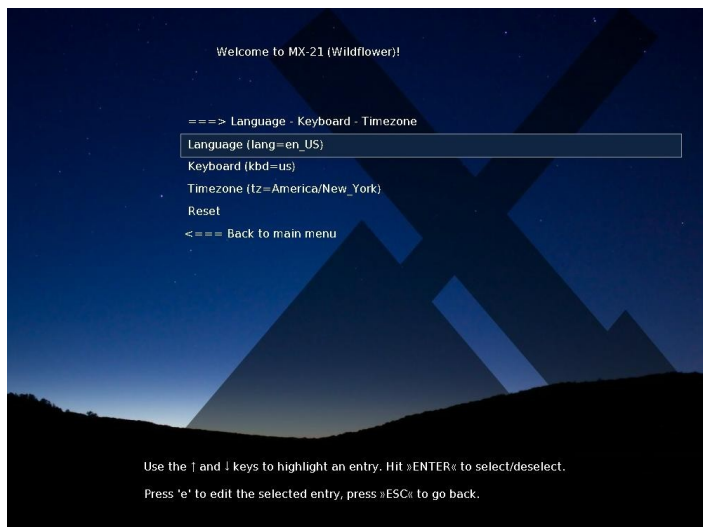 Welcome to MX-21 (Wildflower)!
===> Language - Keyboard - Timezone
Language (lang=en_US)
Keyboard (kbd=us)
Timezone (tz=America/New_York)
Reset
<=== Back to main menu
Use the ↑ and ↓ keys to highlight an entry. Hit »ENTER« to select/deselect.
Press 'e' to edit the selected entry, press »ESC« to go back.